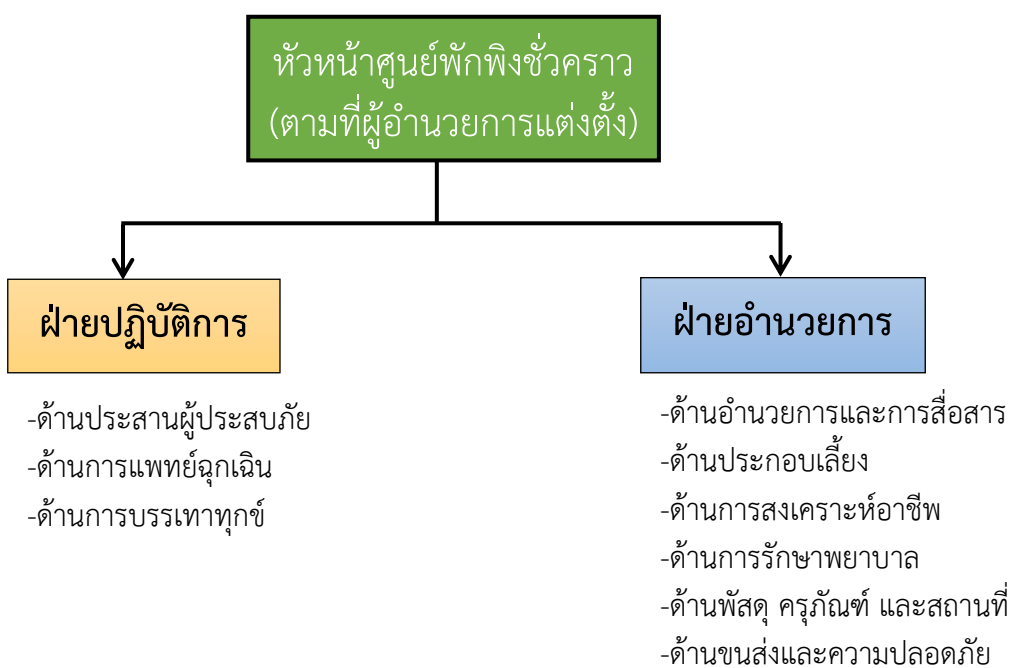 หัวหน้าศูนย์พักพิงชั่วคราว
(ตามที่ผู้อำนวยการแต่งตั้ง)
ฝ่ายปฏิบัติการ
-ด้านประสานผู้ประสบภัย
-ด้านการแพทย์ฉุกเฉิน
-ด้านการบรรเทาทุกข์
ฝ่ายอำนวยการ
-ด้านอำนวยการและการสื่อสาร
-ด้านประกอบเลี้ยง
-ด้านการสงเคราะห์อาชีพ
-ด้านการรักษาพยาบาล
-ด้านพัสดุ ครุภัณฑ์ และสถานที่
-ด้านขนส่งและความปลอดภัย